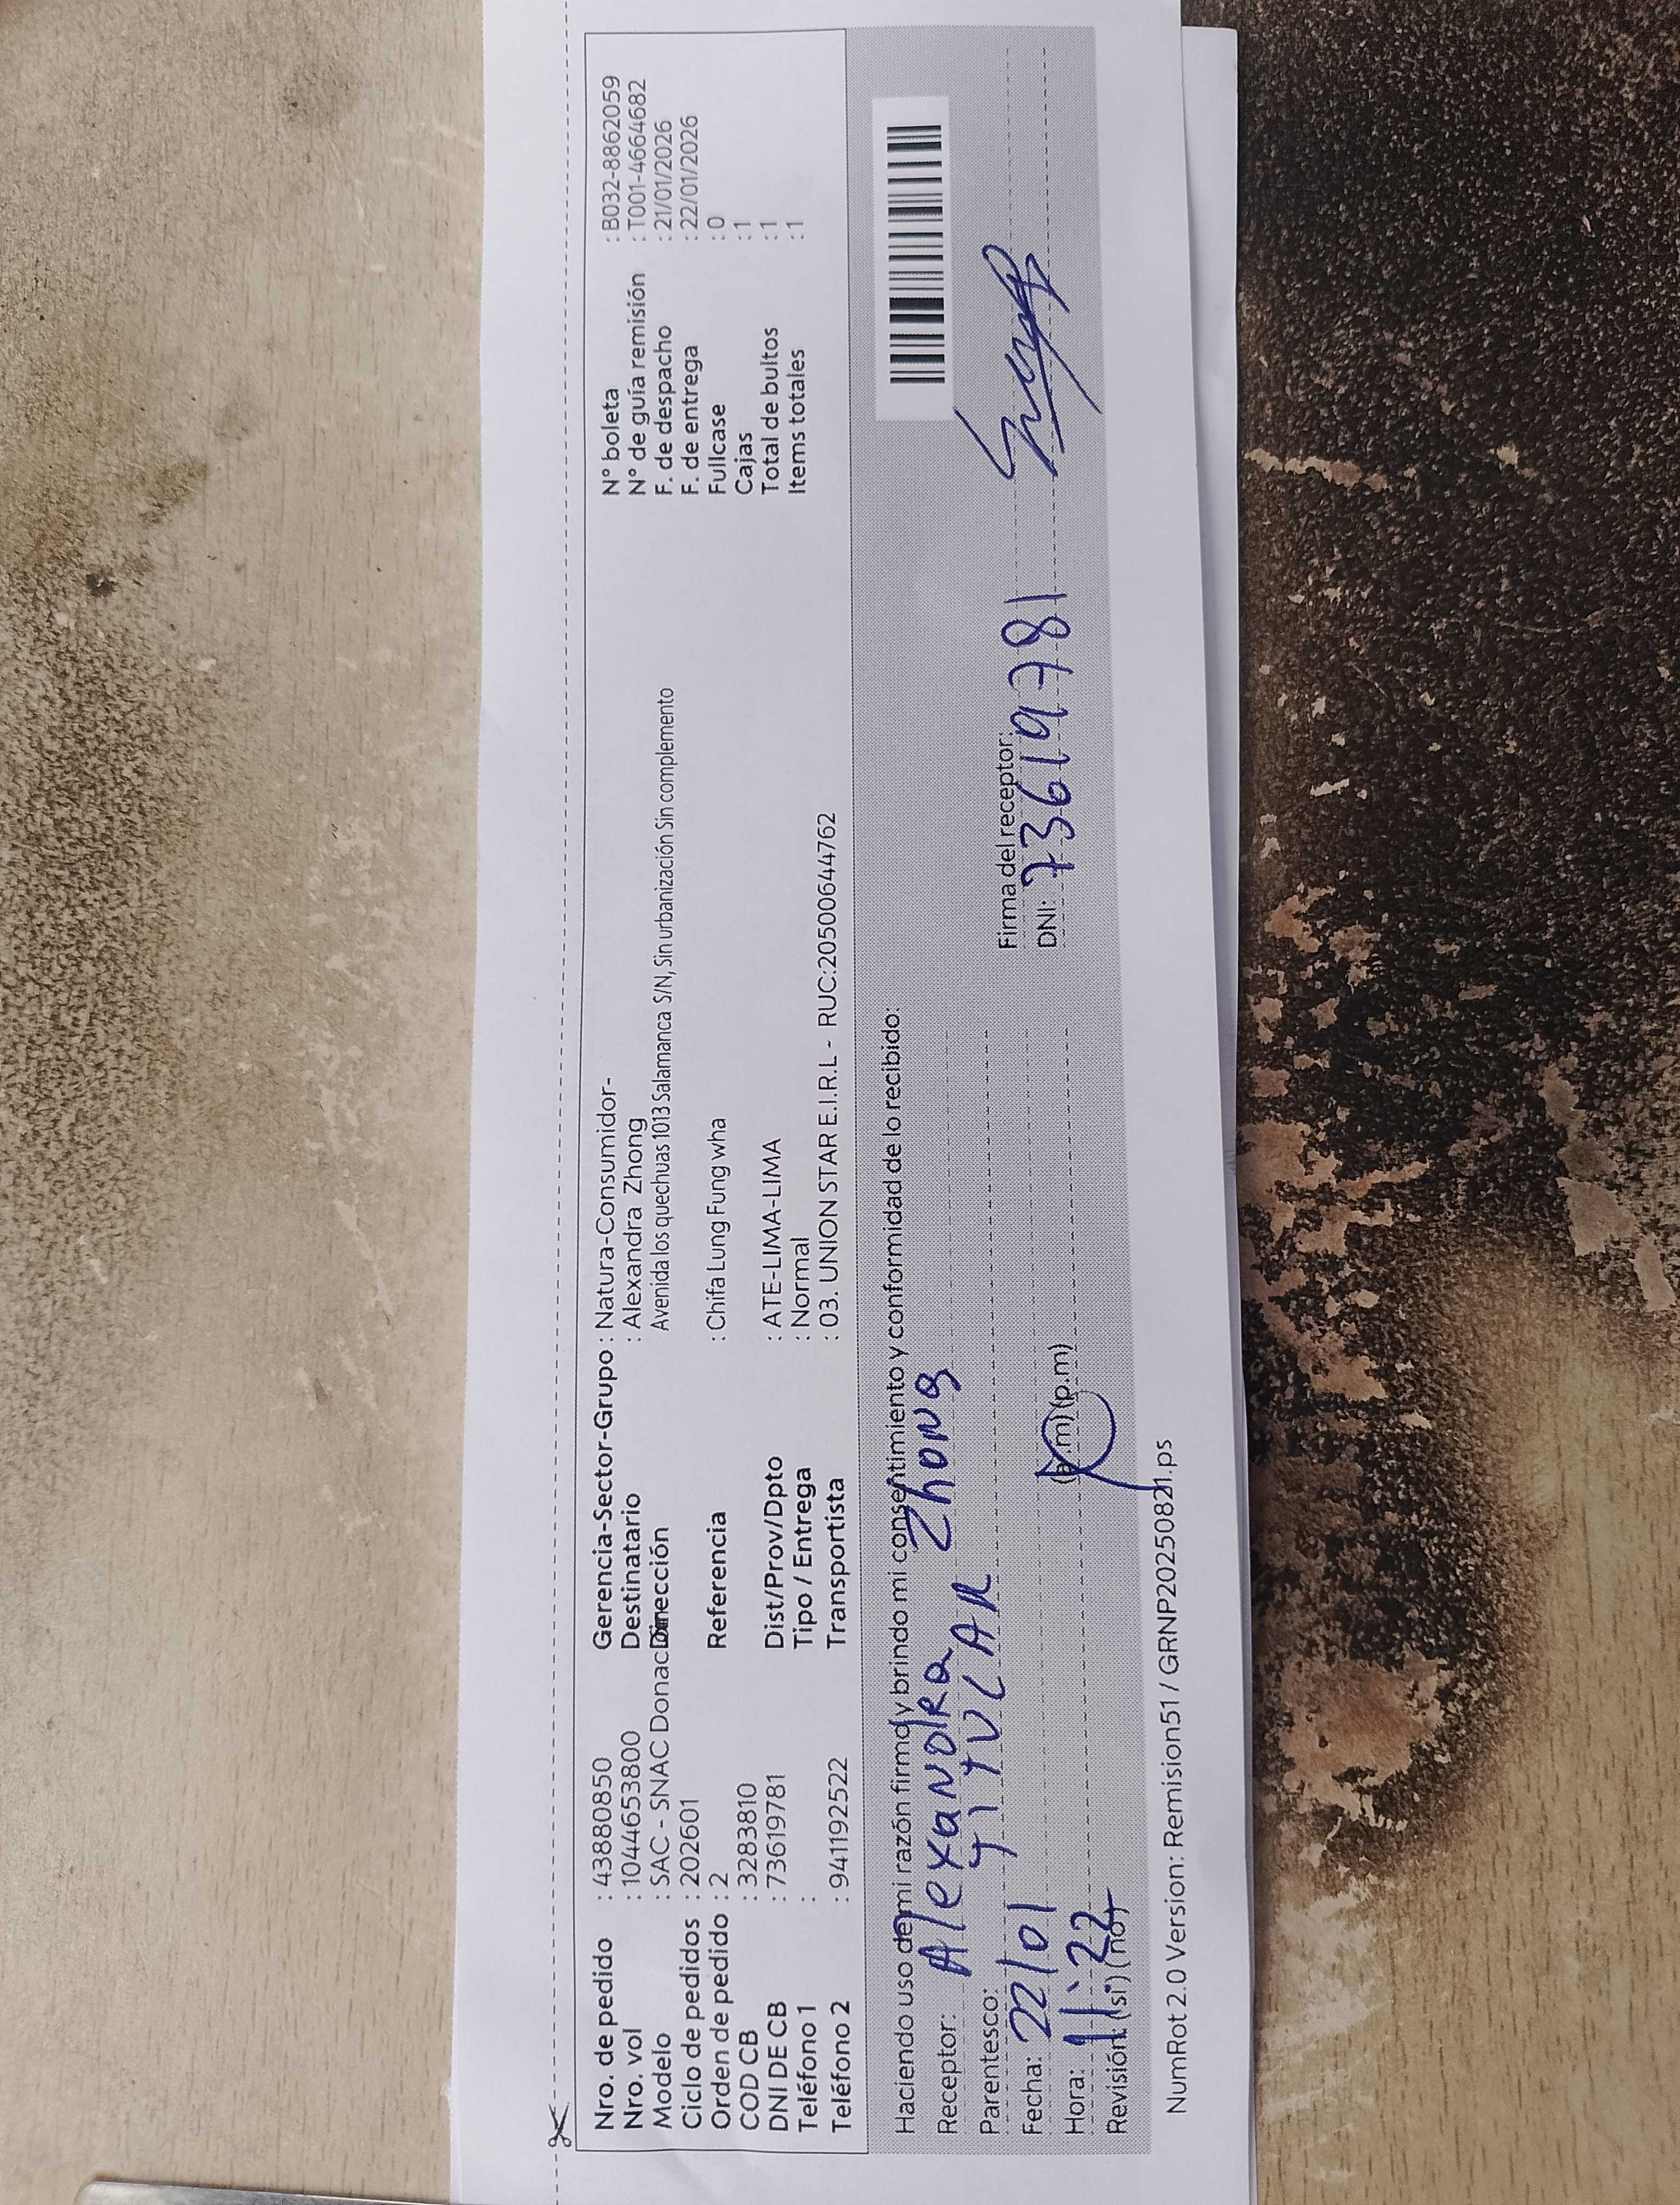 Nro. de pedido : 43880850
Nro. vol : 1044653800
Modelo : SAC - SNAC Donación
Ciclo de pedidos : 202601
Orden de pedido : 2
COD CB : 3283810
DNI DE CB : 73619781
Teléfono 1 :
Teléfono 2 : 941192522
Gerencia-Sector-Grupo : Natura-Consumidor-
Destinatario : Alexandra Zhong
Dirección Avenida los quechuas 1013 Salamanca S/N, Sin urbanización Sin complemento
Referencia : Chifa Lung Fung wha
Dist/Prov/Dpto : ATE-LIMA-LIMA
Tipo / Entrega : Normal
Transportista : 03. UNION STAR E.I.R.L - RUC:20500644762
N° boleta : B032-8862059
N° de guía remisión : T001-4664682
F. de despacho : 21/01/2026
F. de entrega : 22/01/2026
Fullcase : 0
Cajas : 1
Total de bultos : 1
Items totales : 1
Haciendo uso de mi razón firmo y brindo mi consentimiento y conformidad de lo recibido:
Receptor: Alexandra Zhong
Parentesco: TITULAR
Fecha: 22/01
Hora: 11:22 (a.m) (p.m)
Revisión: (si) (no)
Firma del receptor:
DNI: 73619781
NumRot 2.0 Version: Remision51 / GRNP20250821.ps